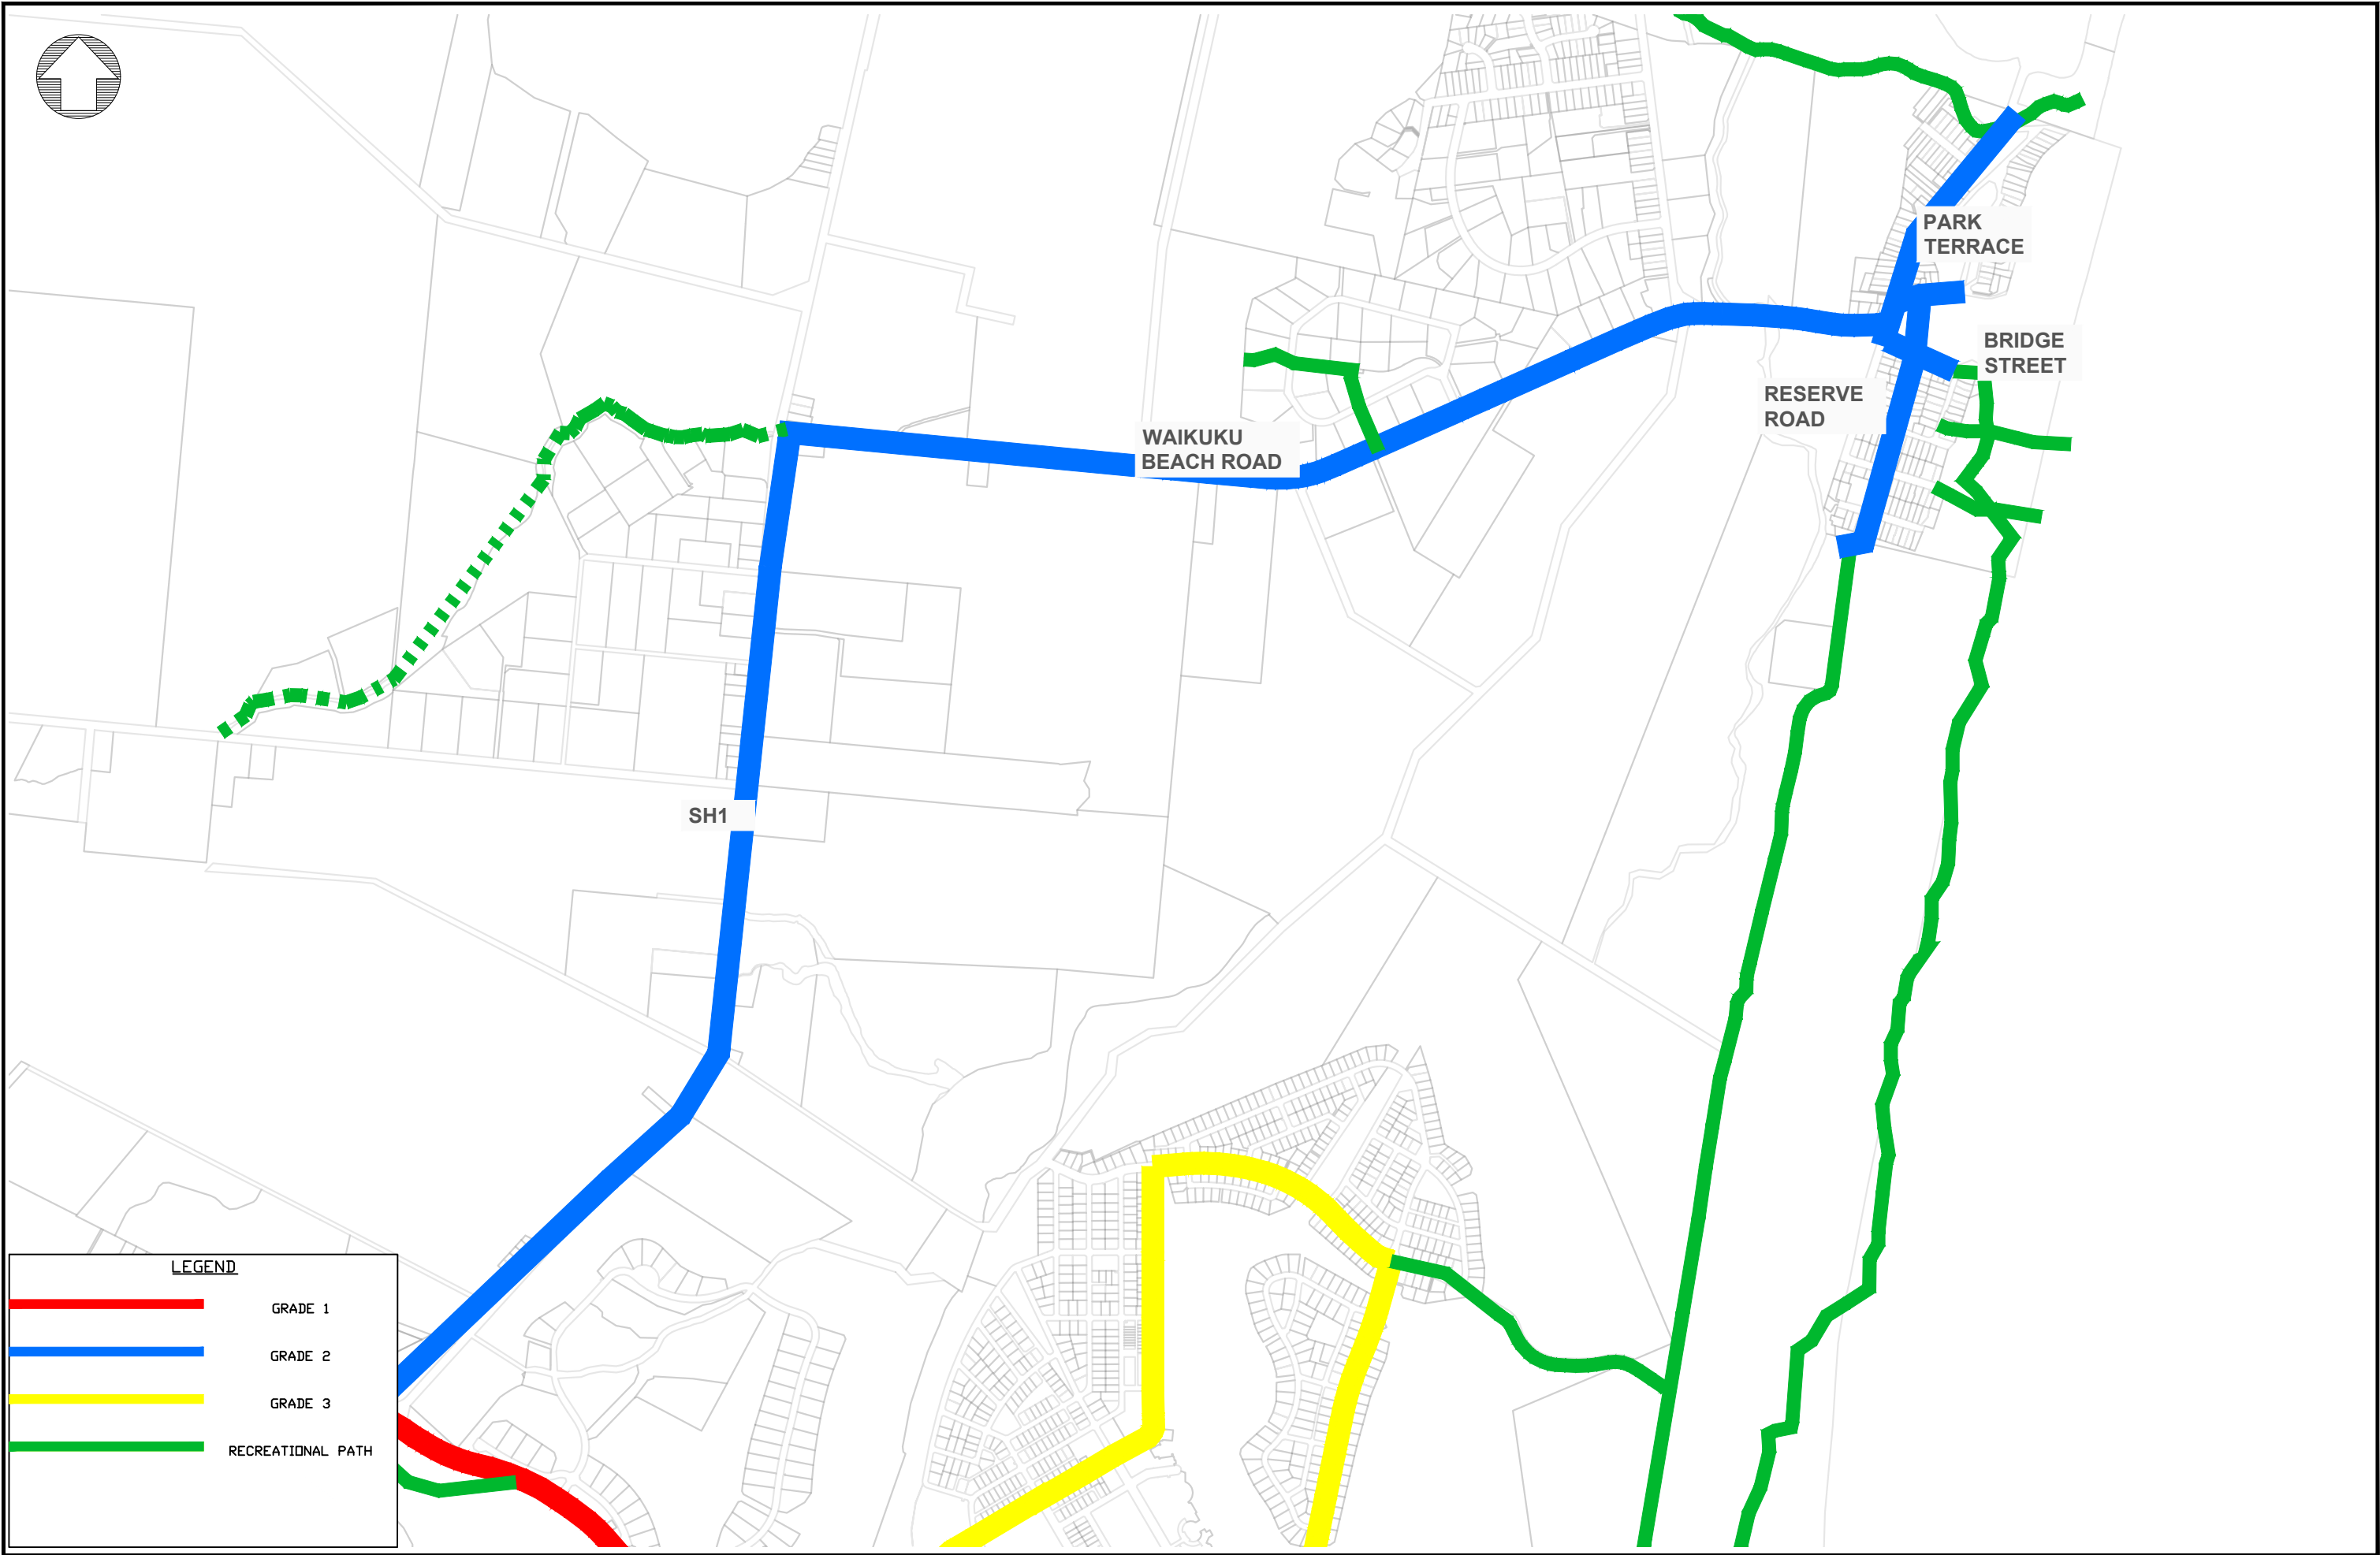 PARK
TERRACE
BRIDGE
STREET
RESERVE
ROAD
WAIKUKU
BEACH ROAD
SH1
LEGEND
GRADE 1
GRADE 2
GRADE 3
RECREATIONAL PATH